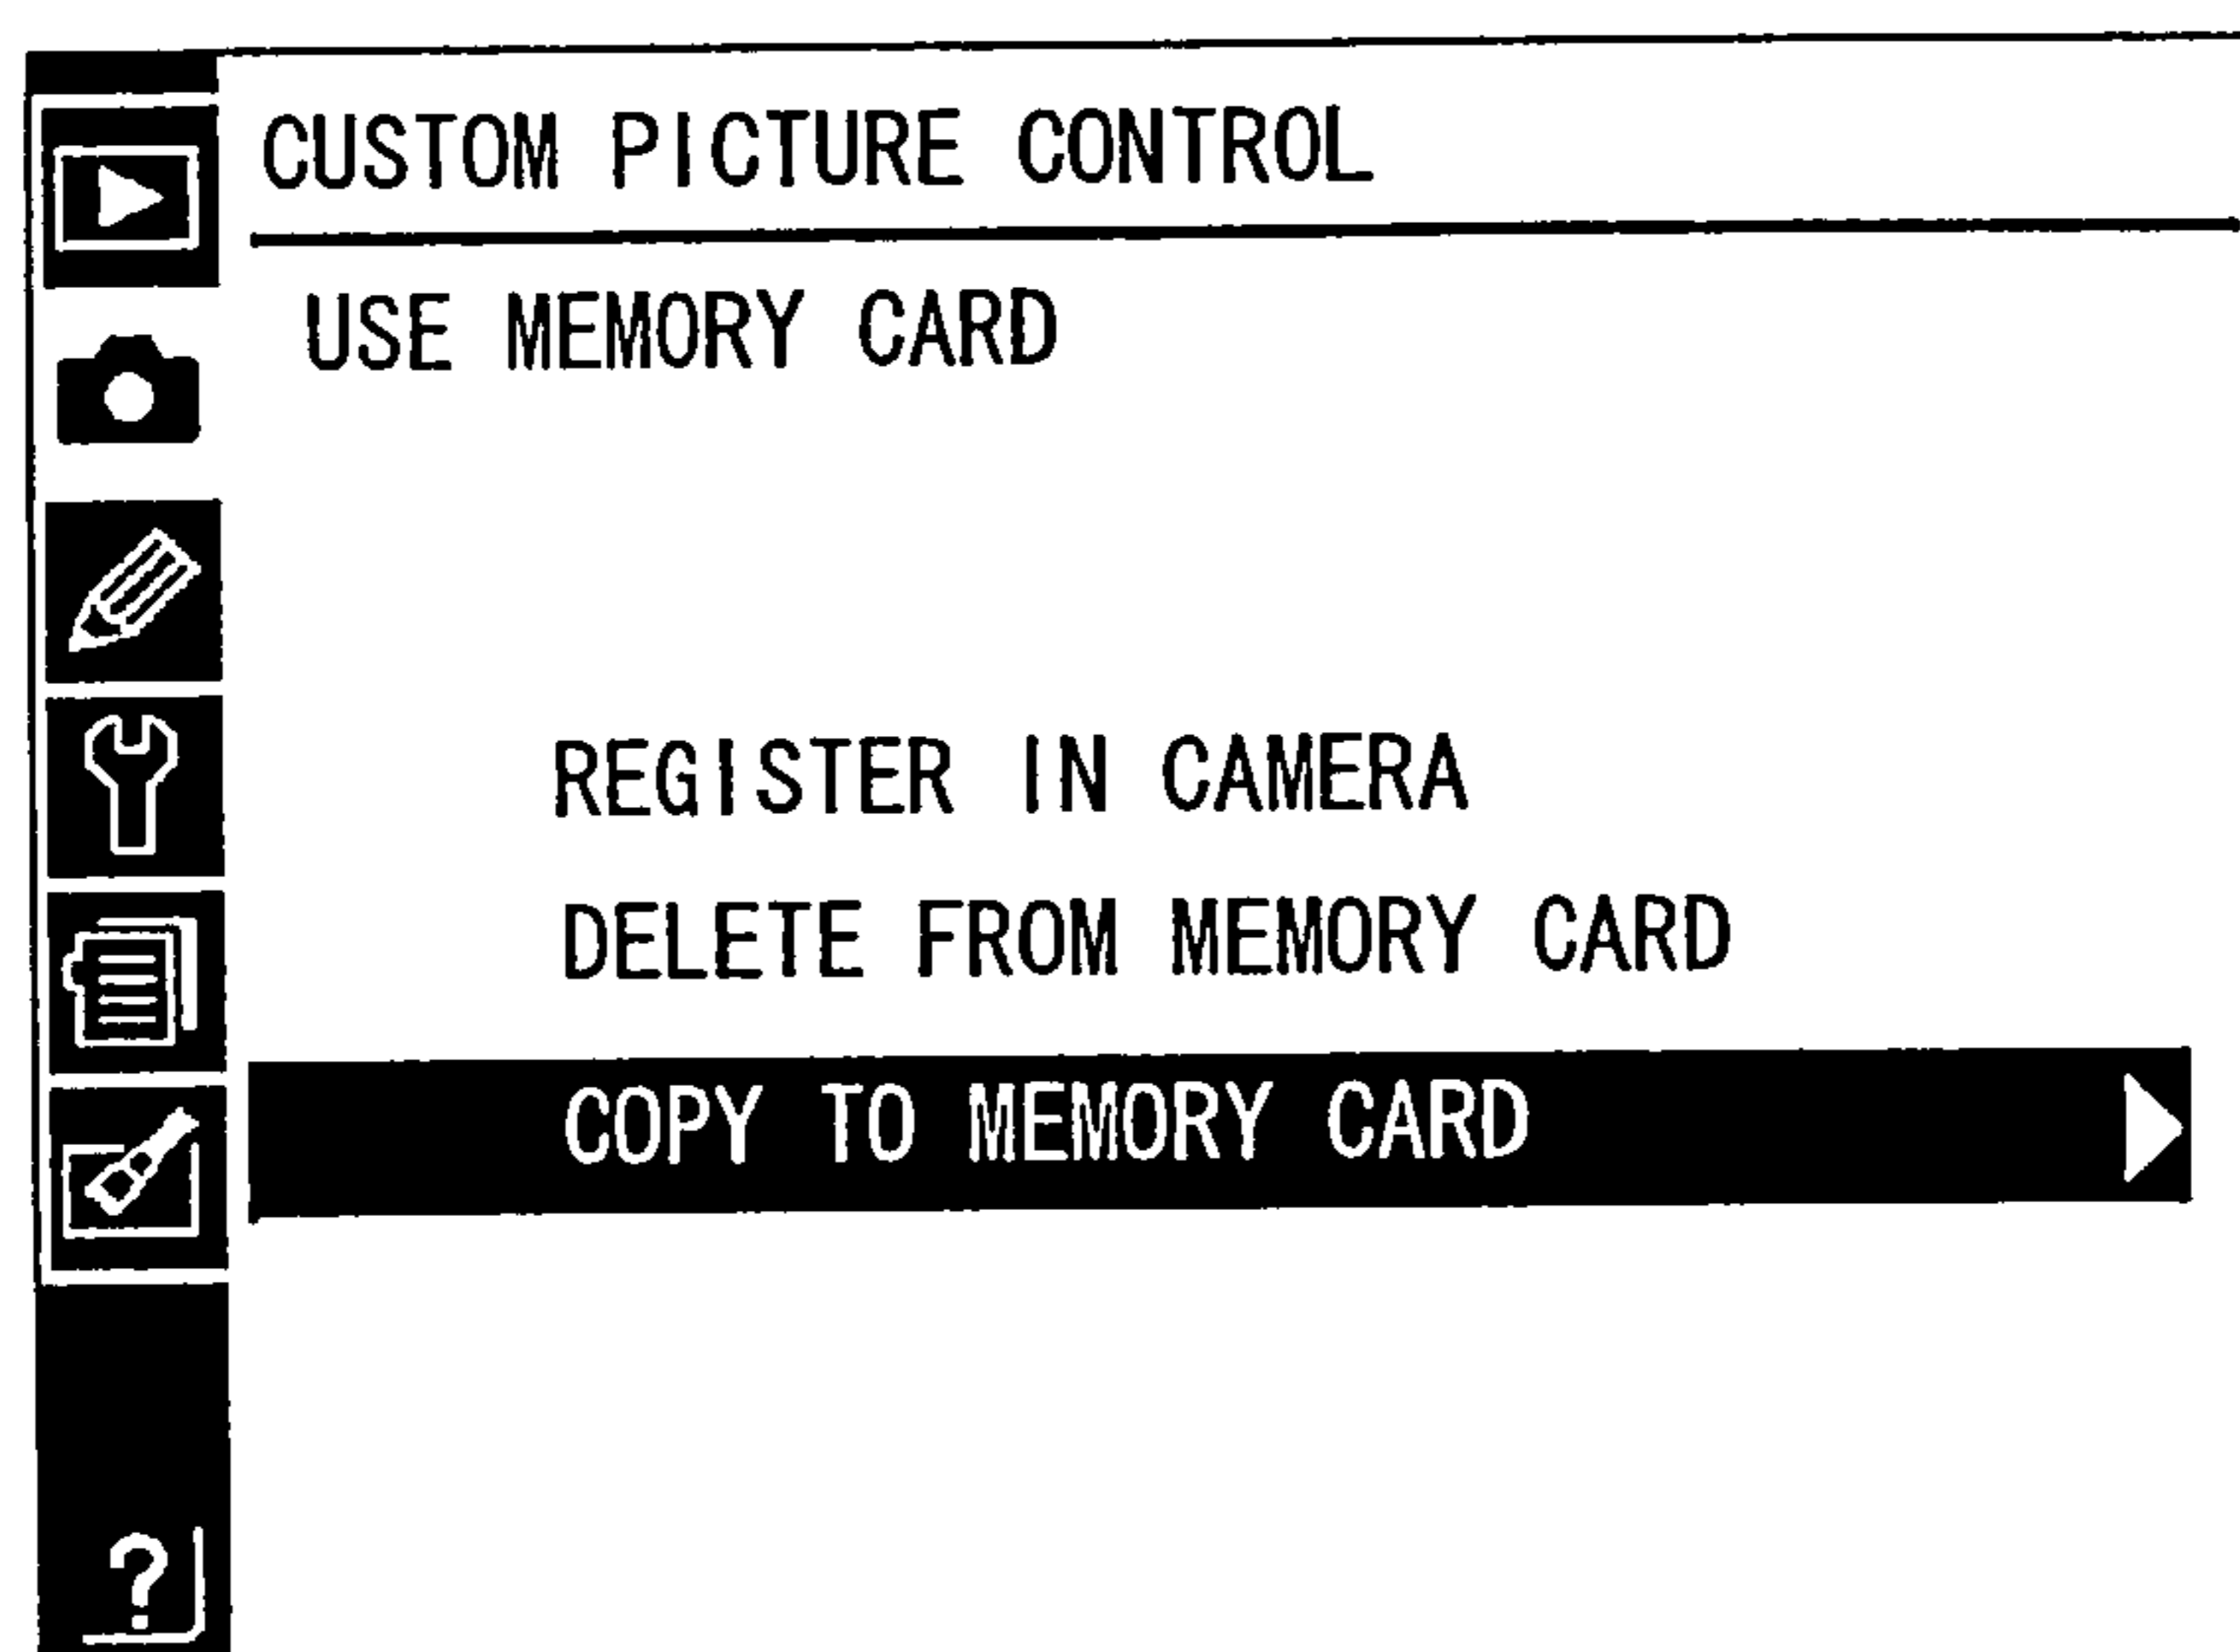 CUSTOM PICTURE CONTROL
USE MEMORY CARD
REGISTER IN CAMERA
DELETE FROM MEMORY CARD
COPY TO MEMORY CARD
?